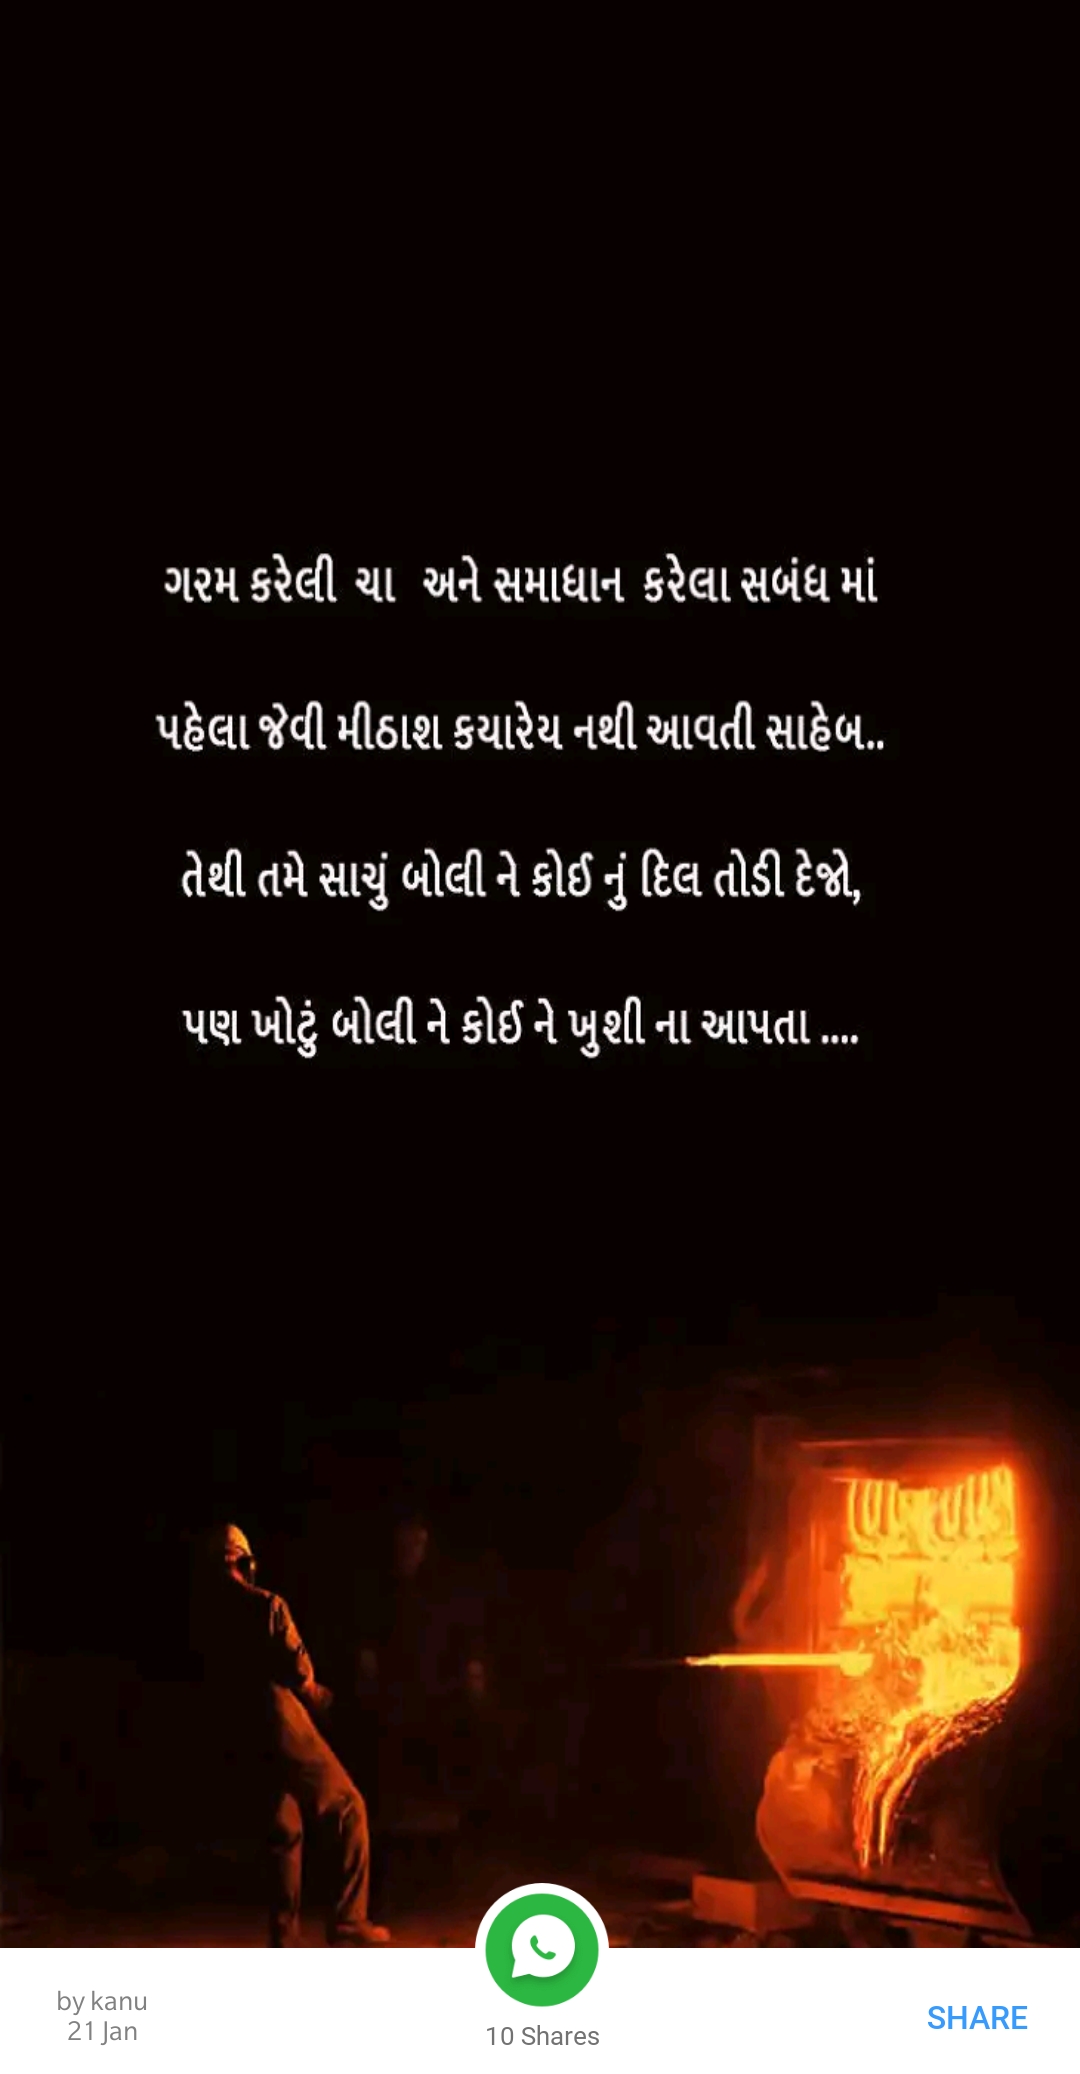 ગરમ કરેલી ચા અને સમાધાન કરેલા સબંધ માં
પહેલા જેવી મીઠાશ કયારેય નથી આવતી સાહેબ..
તેથી તમે સાચું બોલી ને કોઈ નું દિલ તોડી દેજો,
પણ ખોટું બોલી ને કોઈ ને ખુશી ના આપતા ....
by kanu
21 Jan
10 Shares
SHARE